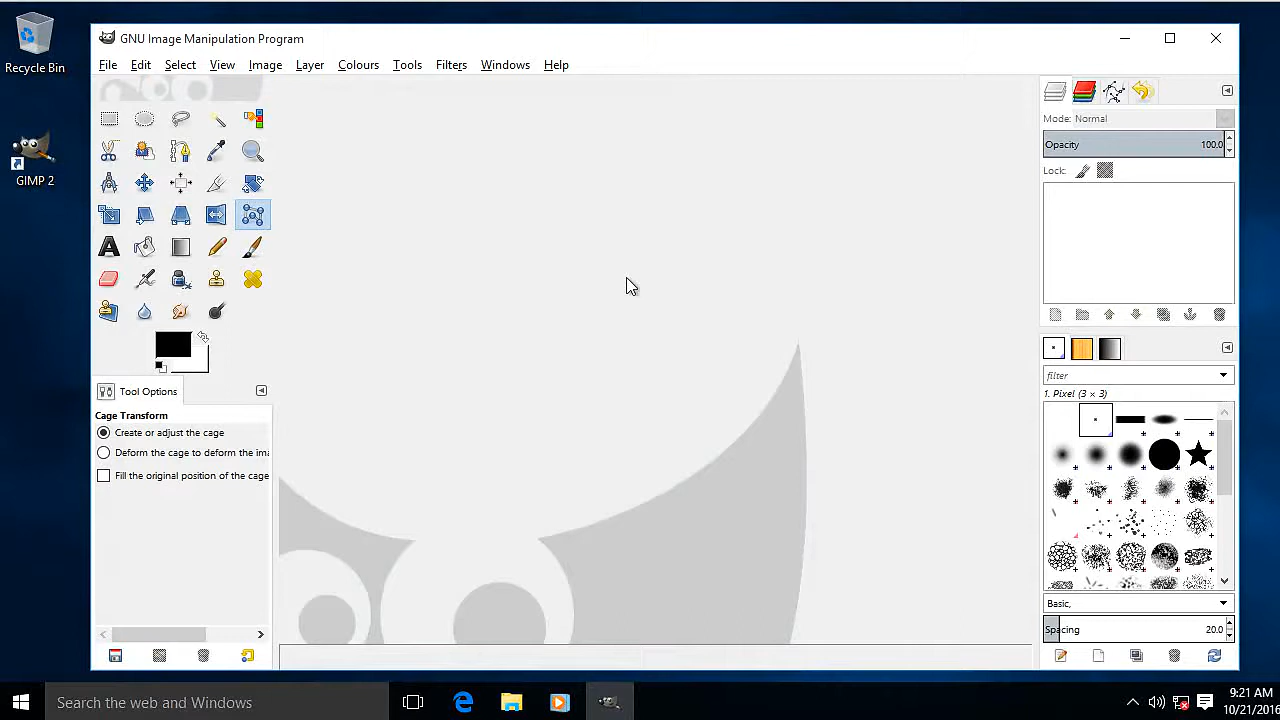 Recycle Bin
GIMP 2
GNU Image Manipulation Program
File Edit Select View Image Layer Colours Tools Filters Windows Help
Mode: Normal
Opacity 100.0
Lock:
Tool Options
Cage Transform
Create or adjust the cage
Deform the cage to deform the ima
Fill the original position of the cage
filter
1. Pixel (3 × 3)
Basic,
Spacing 20.0
Search the web and Windows
9:21 AM
10/21/2016